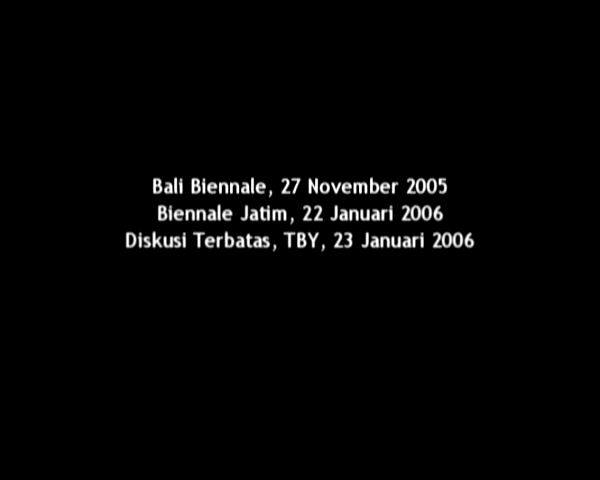 Bali Biennale, 27 November 2005
Biennale Jatim, 22 Januari 2006
Diskusi Terbatas, TBY, 23 Januari 2006